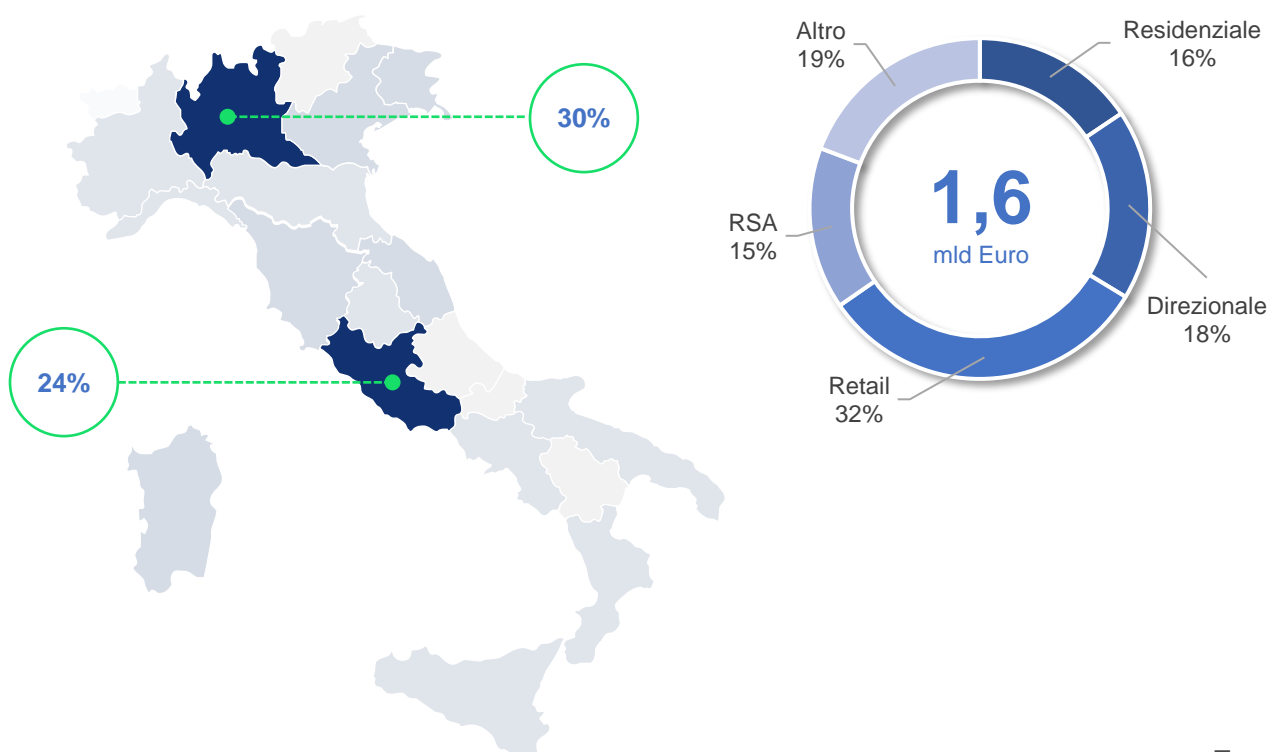 30%
24%
Altro
19%
Residenziale
16%
RSA
15%
1,6
mld Euro
Direzionale
18%
Retail
32%